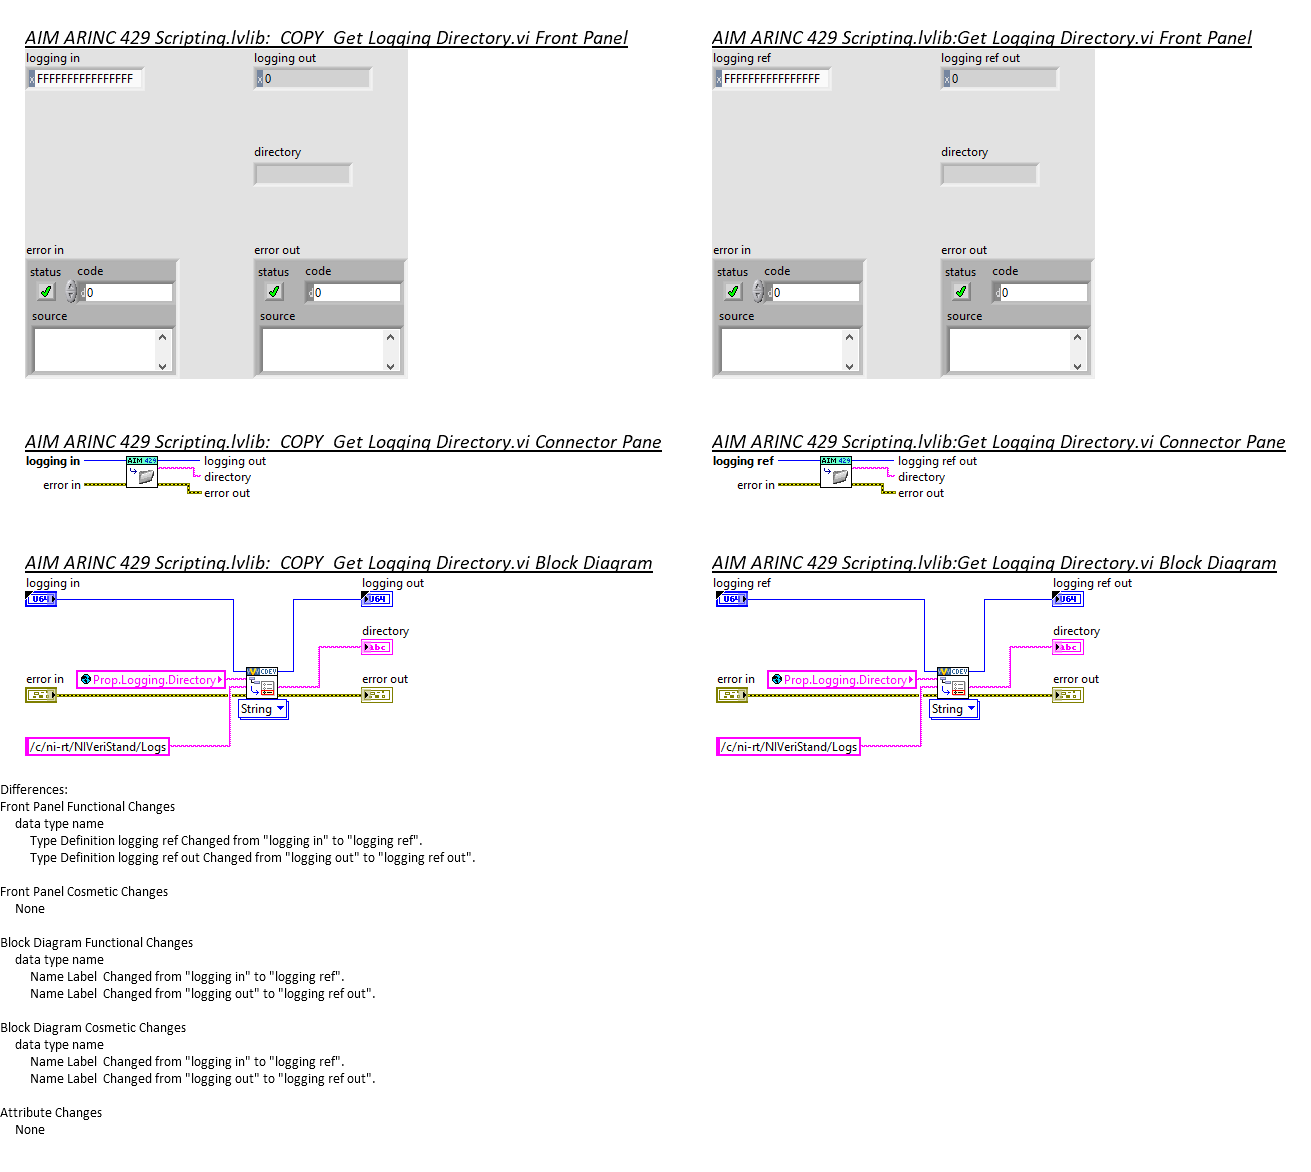 AIM ARINC 429 Scripting.lvlib:_COPY_Get Logging Directory.vi Front Panel
logging in
logging out
x FFFFFFFFFFFFFFFF
x 0
directory
error in
error out
status code
0
source
status code
0
source
AIM ARINC 429 Scripting.lvlib:Get Logging Directory.vi Front Panel
logging ref
logging ref out
x FFFFFFFFFFFFFFFF
x 0
directory
error in
error out
status code
d 0
source
status code
0
source
AIM ARINC 429 Scripting.lvlib:_COPY_Get Logging Directory.vi Connector Pane
logging in
AIM 429
logging out
directory
error in
error out
AIM ARINC 429 Scripting.lvlib:Get Logging Directory.vi Connector Pane
logging ref
AIM 429
logging ref out
directory
error in
error out
AIM ARINC 429 Scripting.lvlib:_COPY_Get Logging Directory.vi Block Diagram
logging in
logging out
U64
U64
directory
abc
error in
Prop.Logging.Directory
CDEV
error out
String
/c/ni-rt/NIVeriStand/Logs
AIM ARINC 429 Scripting.lvlib:Get Logging Directory.vi Block Diagram
logging ref
logging ref out
U64
U64
directory
abc
error in
Prop.Logging.Directory
CDEV
error out
String
/c/ni-rt/NIVeriStand/Logs
Differences:
Front Panel Functional Changes
data type name
Type Definition logging ref Changed from "logging in" to "logging ref".
Type Definition logging ref out Changed from "logging out" to "logging ref out".
Front Panel Cosmetic Changes
None
Block Diagram Functional Changes
data type name
Name Label  Changed from "logging in" to "logging ref".
Name Label  Changed from "logging out" to "logging ref out".
Block Diagram Cosmetic Changes
data type name
Name Label  Changed from "logging in" to "logging ref".
Name Label  Changed from "logging out" to "logging ref out".
Attribute Changes
None